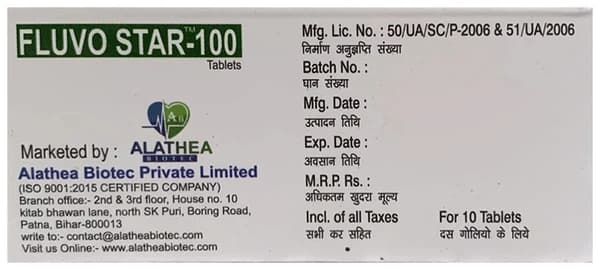 FLUVO STAR™-100
Tablets
AB
Marketed by : ALATHEA
BIOTEC
Alathea Biotec Private Limited
(ISO 9001:2015 CERTIFIED COMPANY)
Branch office:- 2nd & 3rd floor, House no. 10
kitab bhawan lane, north SK Puri, Boring Road,
Patna, Bihar-800013
write to:- contact@alatheabiotec.com
Visit us Online:- www.alatheabiotec.com
Mfg. Lic. No. : 50/UA/SC/P-2006 & 51/UA/2006
निर्माण अनुज्ञप्ति संख्या
Batch No. :
घान संख्या
Mfg. Date :
उत्पादन तिथि
Exp. Date :
अवसान तिथि
M.R.P. Rs. :
अधिकतम खुदरा मूल्य
Incl. of all Taxes For 10 Tablets
सभी कर सहित दस गोलियो के लिये